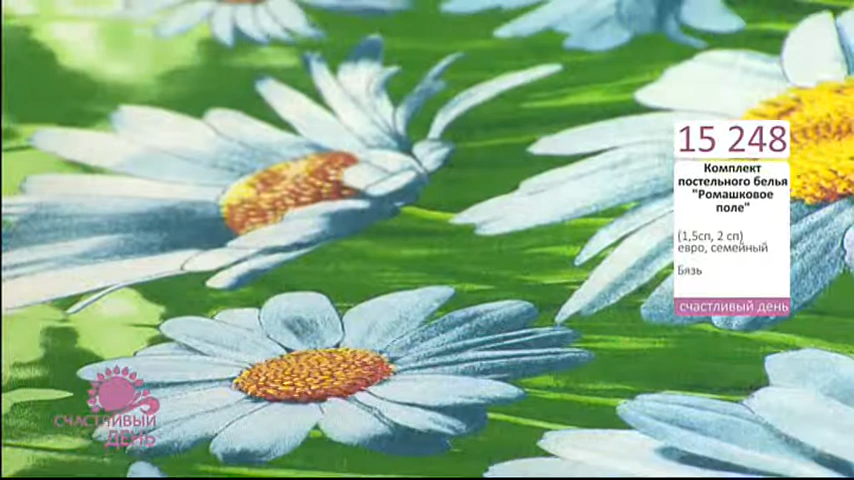 15 248
Комплект
постельного белья
"Ромашковое
поле"
(1,5сп, 2 сп)
евро, семейный
Бязь
счастливый день
СЧАСТЛИВЫЙ
ДЕНЬ